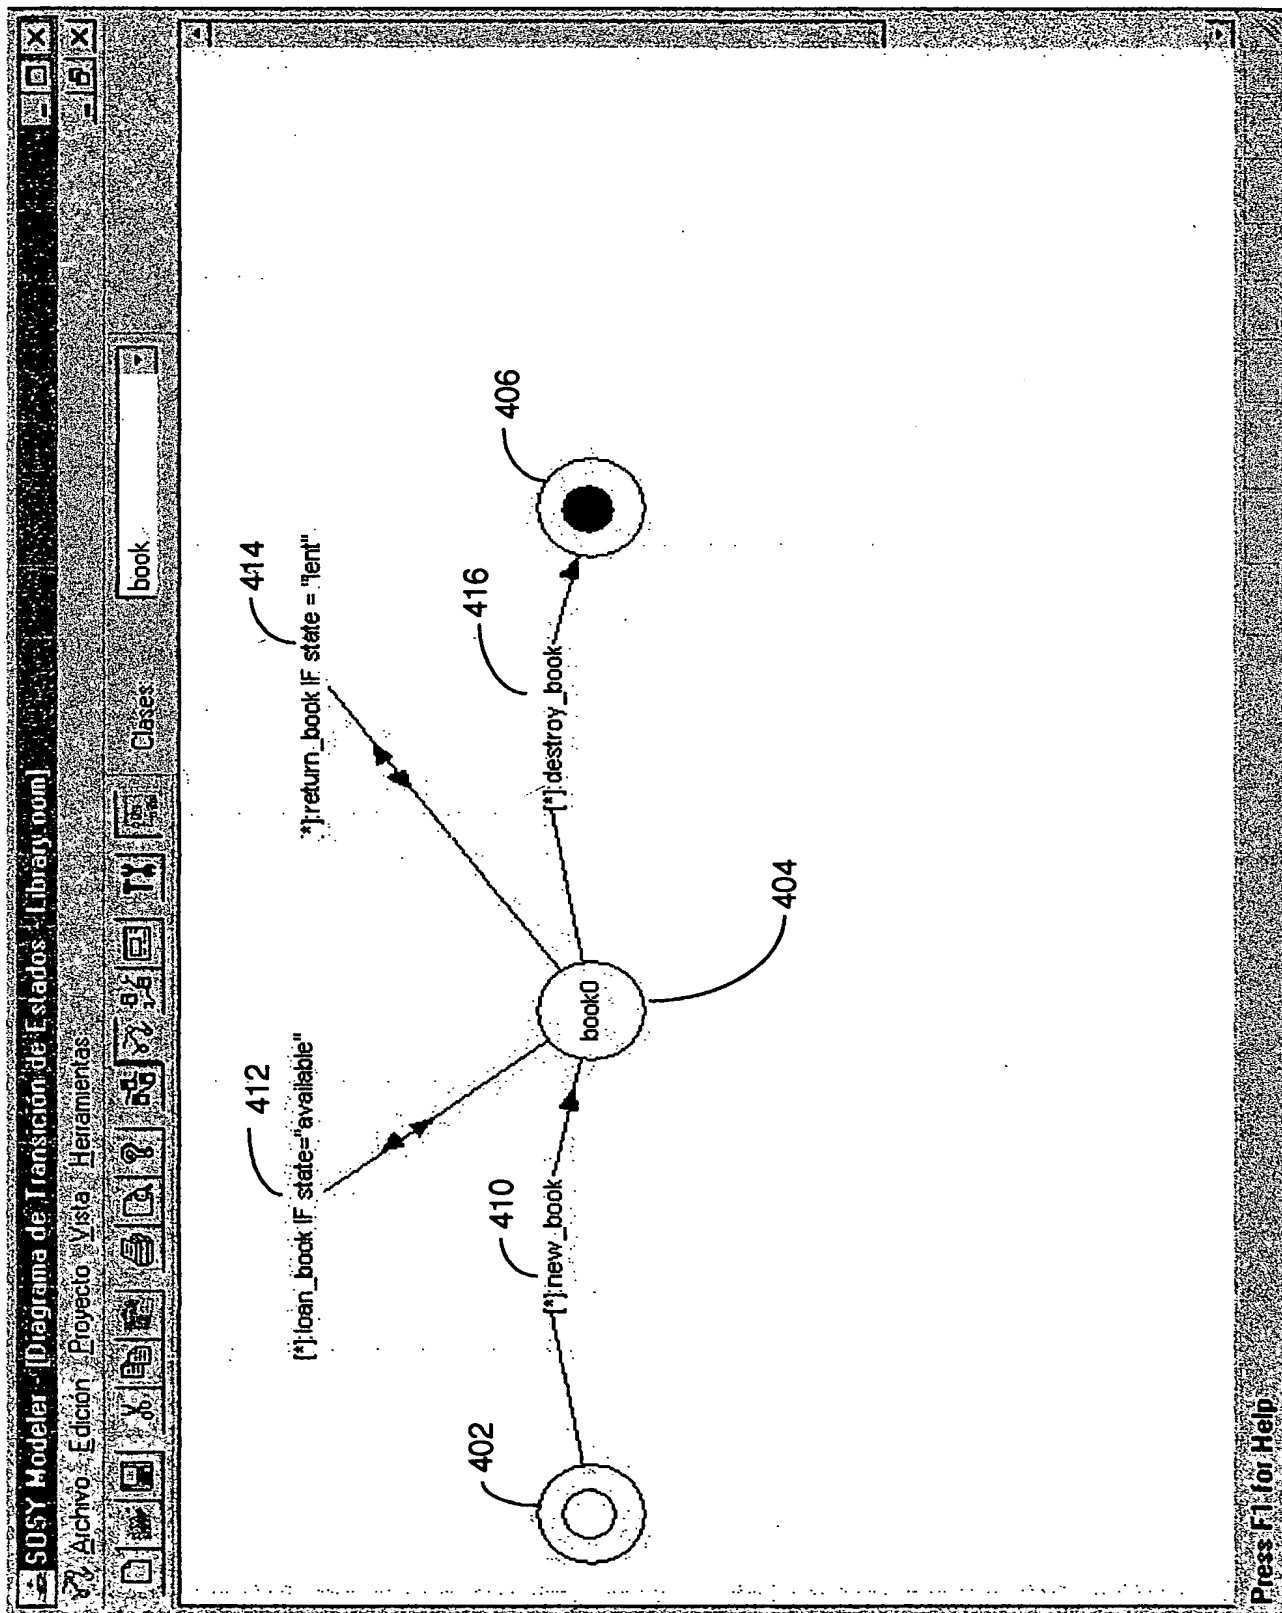 SOSY Modeler - [Diagrama de Transición de Estados - Library.nom]
Archivo Edición Proyecto Vista Herramientas
Clases:
book
412
414
[*]:loan_book IF state="available"
*]:return_book IF state = "lent"
402
410
416
406
[*]:new_book
[*]:destroy_book
book0
404
Press F1 for Help